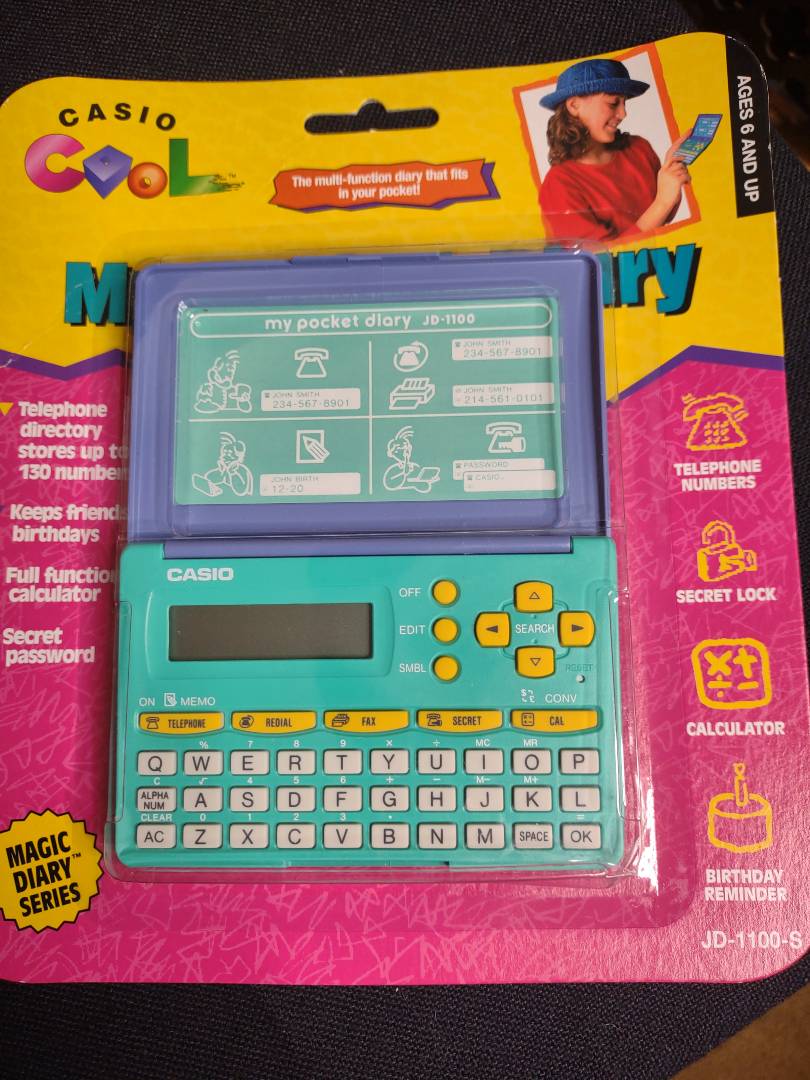 CASIO
COOL
The multi-function diary that fits
in your pocket!
AGES 6 AND UP
Telephone
directory
stores up to
130 number
Keeps friends
birthdays
Full function
calculator
Secret
password
MAGIC
DIARY™
SERIES
my pocket diary JD-1100
JOHN SMITH
234-567-8901
JOHN SMITH
234-567-8901
JOHN SMITH
214-561-0101
JOHN BIRTH
12-20
PASSWORD
CASIO
CASIO
OFF
EDIT
SMBL
SEARCH
RESET
ON MEMO
CONV
TELEPHONE REDIAL FAX SECRET CAL
% 7 8 9 × ÷ MC MR
Q W E R T Y U I O P
C √ 4 5 6 + − M− M+
ALPHA NUM A S D F G H J K L
CLEAR 0 1 2 3 • =
AC Z X C V B N M SPACE OK
TELEPHONE
NUMBERS
SECRET LOCK
CALCULATOR
BIRTHDAY
REMINDER
JD-1100-S